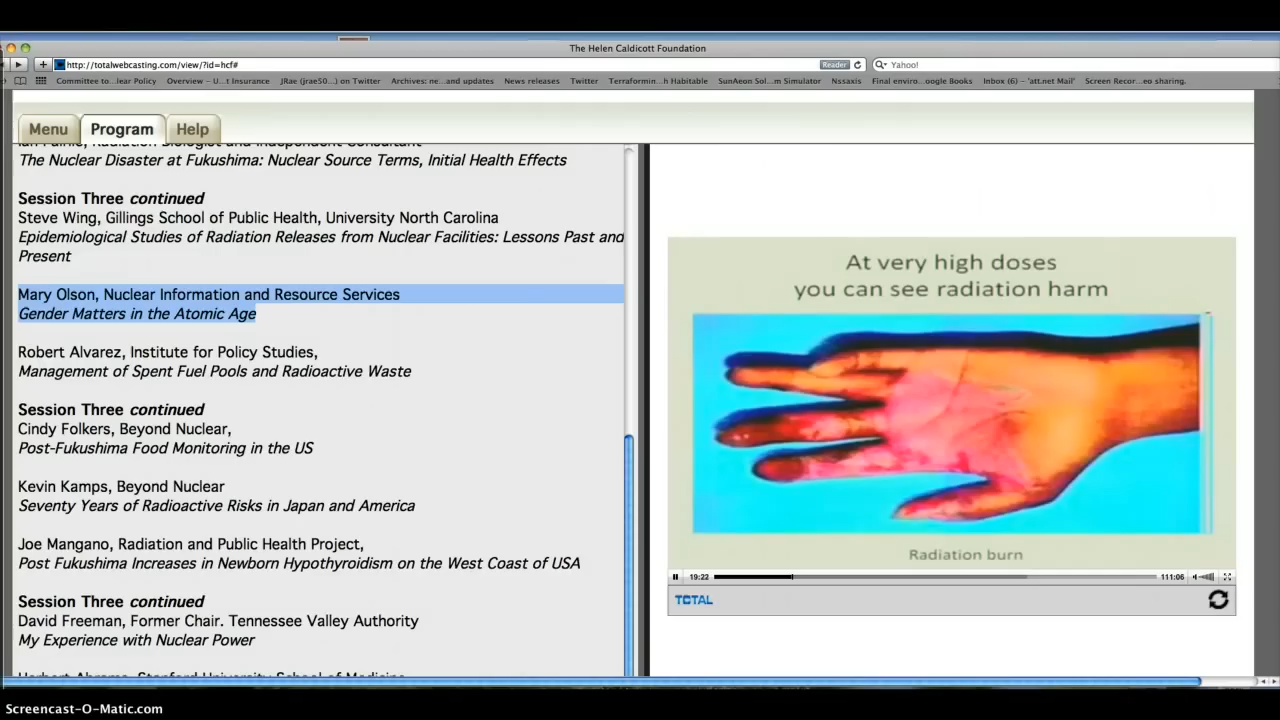 The Helen Caldicott Foundation
http://totalwebcasting.com/view/?id=hcf#
Reader
Yahoo!
Committee to...lear Policy
Overview – U...t Insurance
JRae (jrae50...) on Twitter
Archives: ne...and updates
News releases
Twitter
Terraformin...h Habitable
SunAeon Sol...m Simulator
Nssaxis
Final enviro...oogle Books
Inbox (6) – 'att.net Mail'
Screen Recor...eo sharing.
Menu
Program
Help
The Nuclear Disaster at Fukushima: Nuclear Source Terms, Initial Health Effects
Session Three continued
Steve Wing, Gillings School of Public Health, University North Carolina
Epidemiological Studies of Radiation Releases from Nuclear Facilities: Lessons Past and
Present
Mary Olson, Nuclear Information and Resource Services
Gender Matters in the Atomic Age
Robert Alvarez, Institute for Policy Studies,
Management of Spent Fuel Pools and Radioactive Waste
Session Three continued
Cindy Folkers, Beyond Nuclear,
Post-Fukushima Food Monitoring in the US
Kevin Kamps, Beyond Nuclear
Seventy Years of Radioactive Risks in Japan and America
Joe Mangano, Radiation and Public Health Project,
Post Fukushima Increases in Newborn Hypothyroidism on the West Coast of USA
Session Three continued
David Freeman, Former Chair. Tennessee Valley Authority
My Experience with Nuclear Power
At very high doses
you can see radiation harm
Radiation burn
19:22
111:06
TOTAL
Screencast-O-Matic.com